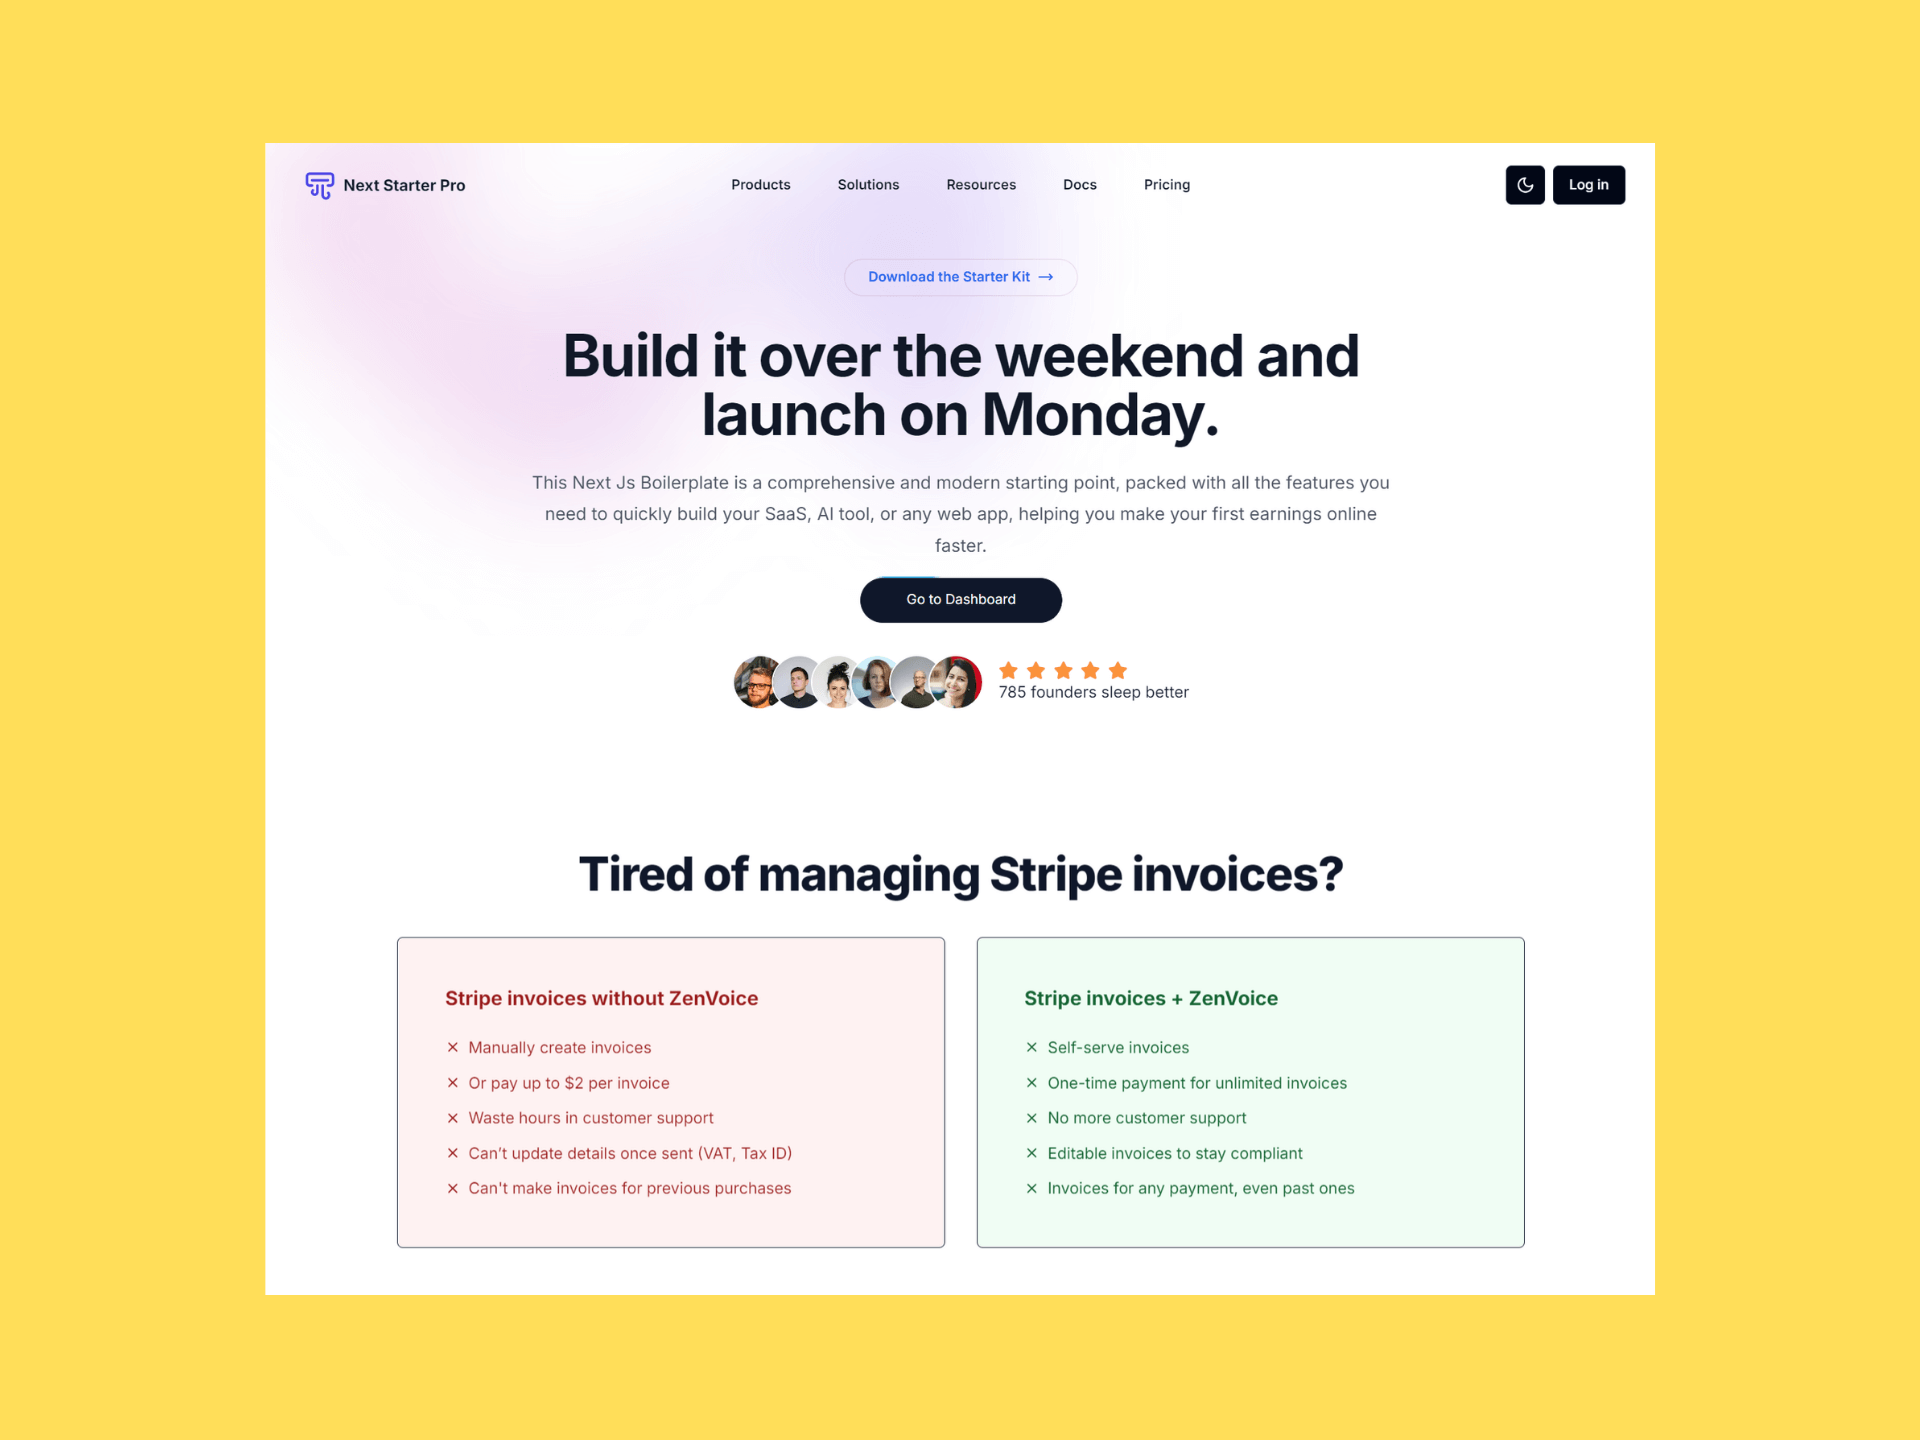 Next Starter Pro
Products
Solutions
Resources
Docs
Pricing
Log in
Download the Starter Kit →
Build it over the weekend and
launch on Monday.
This Next Js Boilerplate is a comprehensive and modern starting point, packed with all the features you
need to quickly build your SaaS, AI tool, or any web app, helping you make your first earnings online
faster.
Go to Dashboard
785 founders sleep better
Tired of managing Stripe invoices?
Stripe invoices without ZenVoice
Manually create invoices
Or pay up to $2 per invoice
Waste hours in customer support
Can’t update details once sent (VAT, Tax ID)
Can't make invoices for previous purchases
Stripe invoices + ZenVoice
Self-serve invoices
One-time payment for unlimited invoices
No more customer support
Editable invoices to stay compliant
Invoices for any payment, even past ones